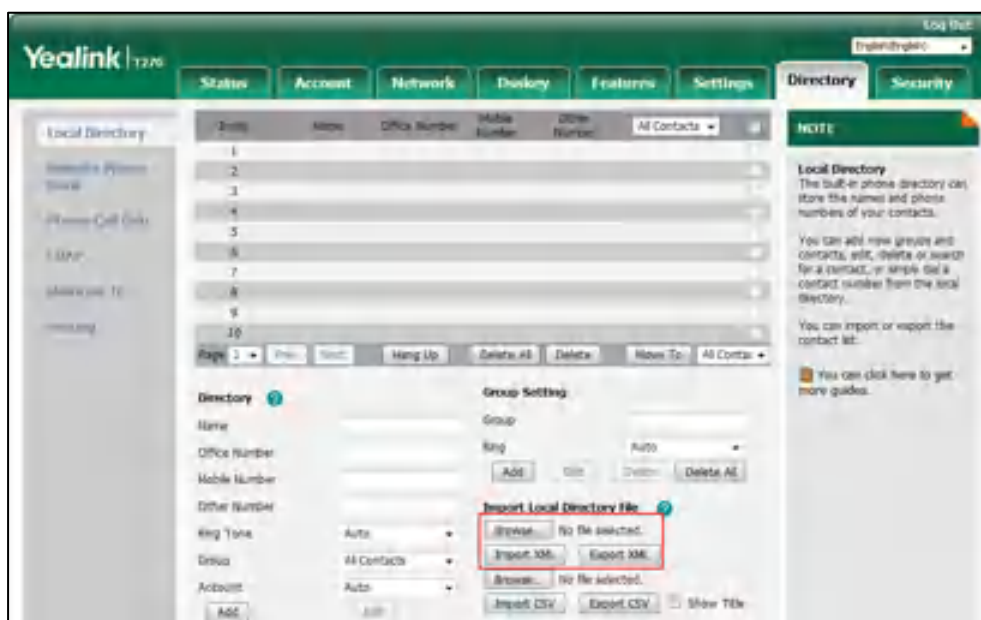 Log Out
Yealink
Status Account Network Dsskey Features Settings Directory Security
Local Directory
Name Office Number Mobile Number Other Number All Contacts
NOTE
1
2
3
4
5
6
7
8
9
10
Page 1 Prev Next Hang Up Delete All Delete Move To All Contac
Phone Call Info
LDAP
Setting
Local Directory
The built-in phone directory can
store the names and phone
numbers of your contacts.
You can add new groups and
contacts, edit, delete or search
for a contact, or simply dial a
contact number from the local
directory.
You can import or export the
contact list.
You can click here to get
more guides.
Directory
Name
Office Number
Mobile Number
Other Number
Ring Tone Auto
Group All Contacts
Account Auto
Add Edit
Group Setting
Group
Ring Auto
Add Edit Delete Delete All
Import Local Directory File
Browse... No file selected.
Import XML Export XML
Browse... No file selected.
Import CSV Export CSV Show Title